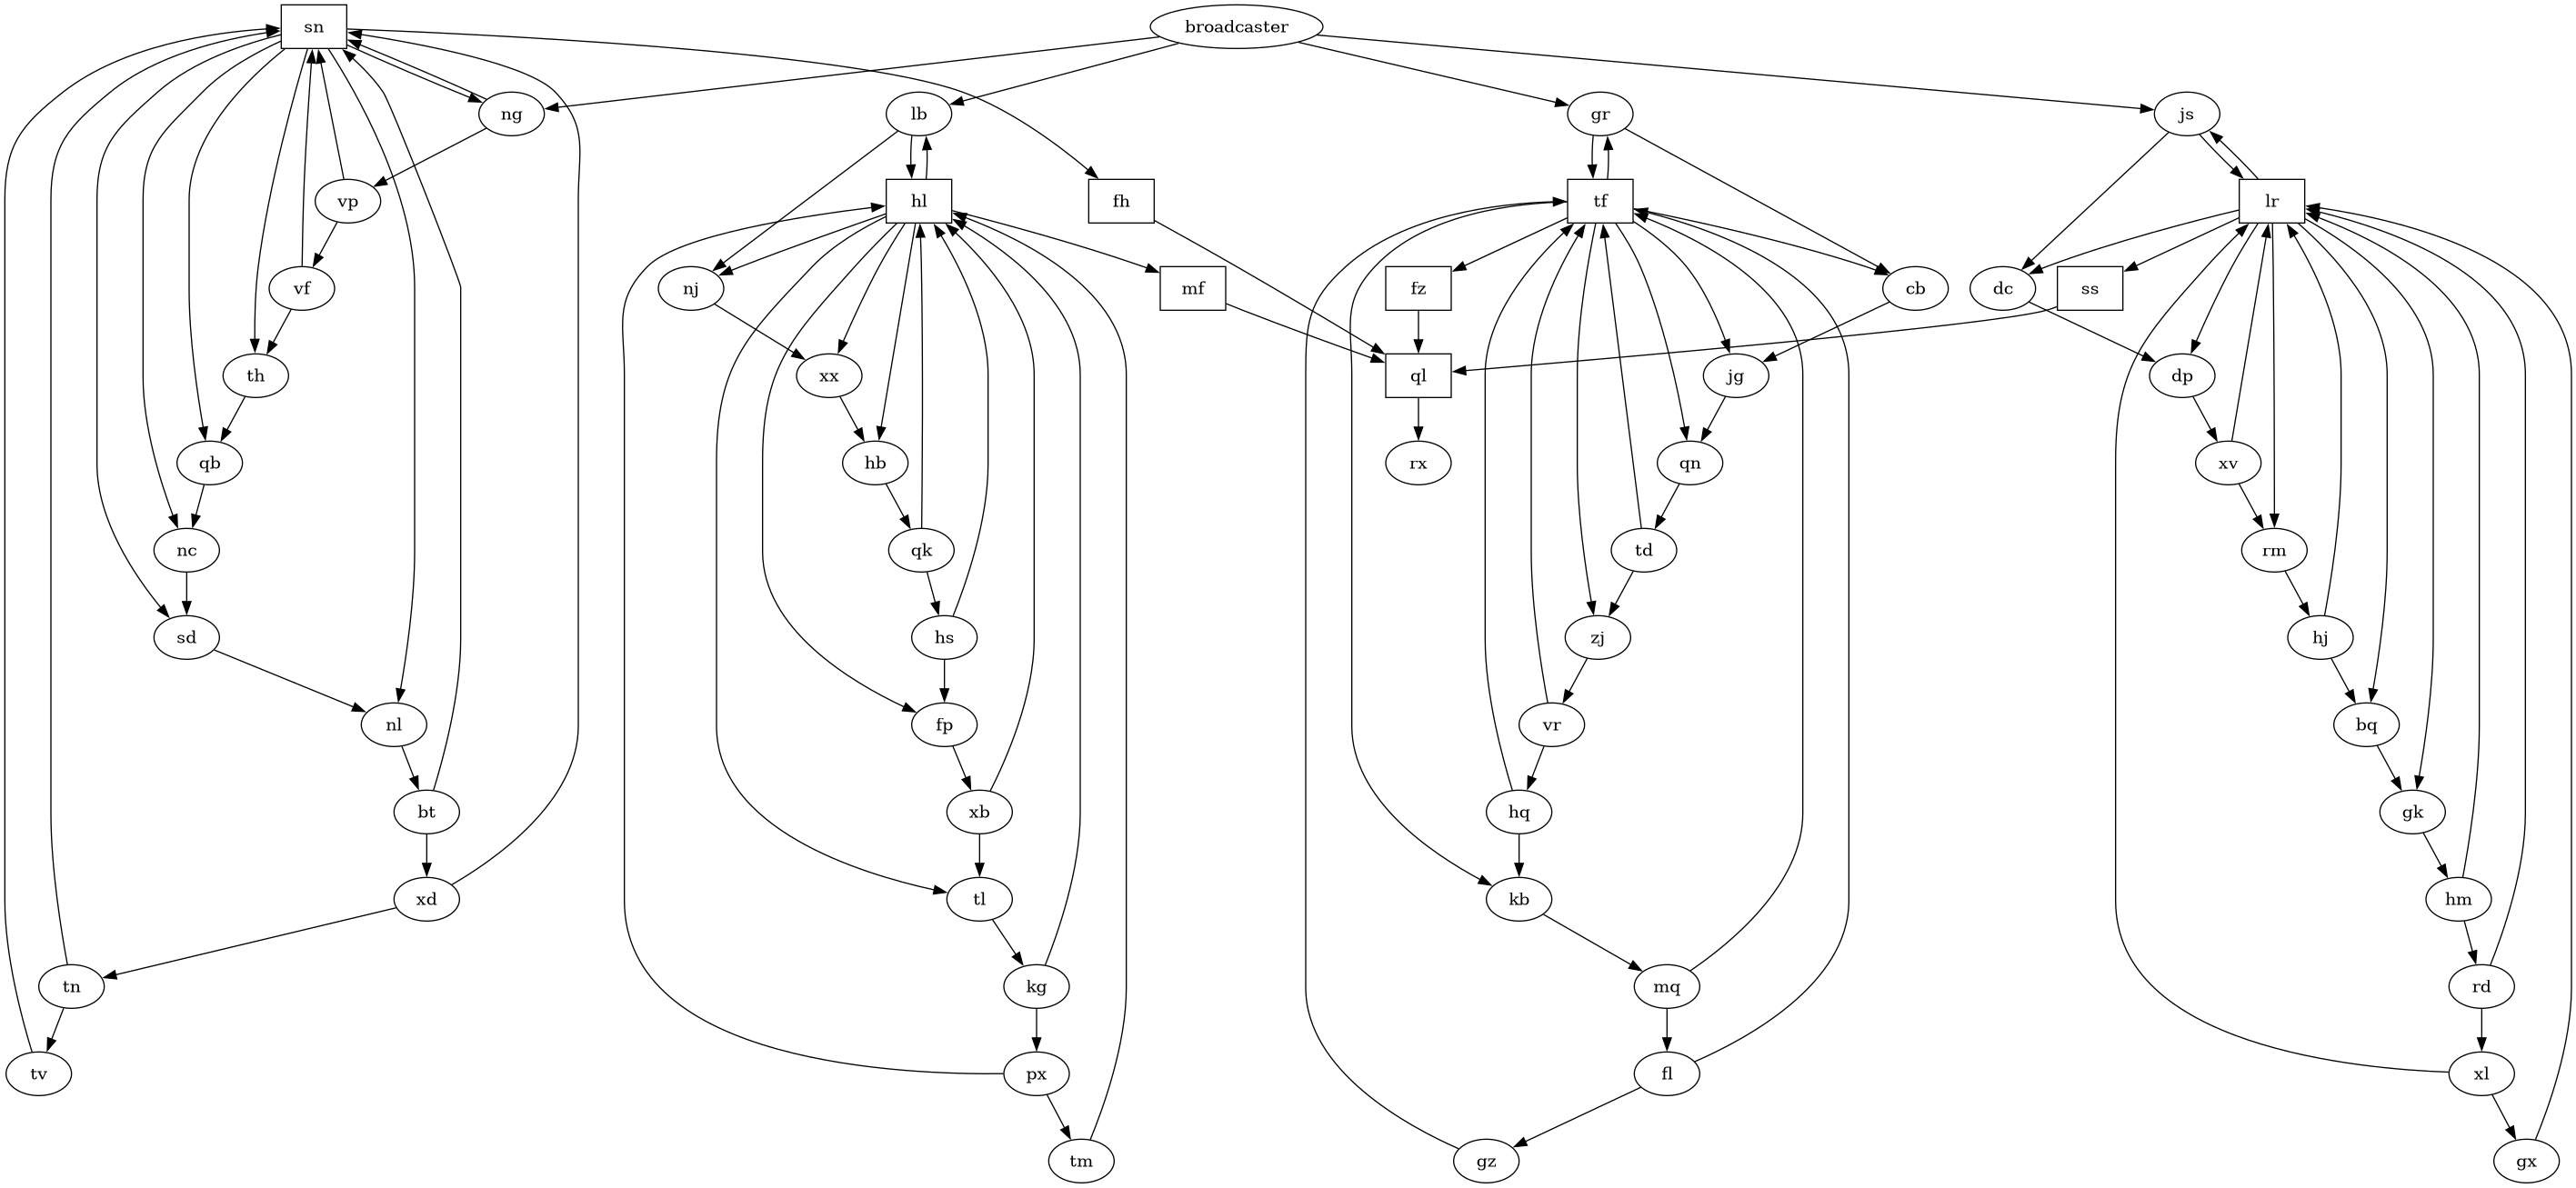 sn
broadcaster
ng
lb
gr
js
vp
hl
fh
tf
lr
vf
nj
mf
fz
cb
dc
ss
th
xx
ql
jg
dp
qb
hb
rx
qn
xv
nc
qk
td
rm
sd
hs
zj
hj
nl
fp
vr
bq
bt
xb
hq
gk
xd
tl
kb
hm
tn
kg
mq
rd
tv
px
fl
xl
tm
gz
gx